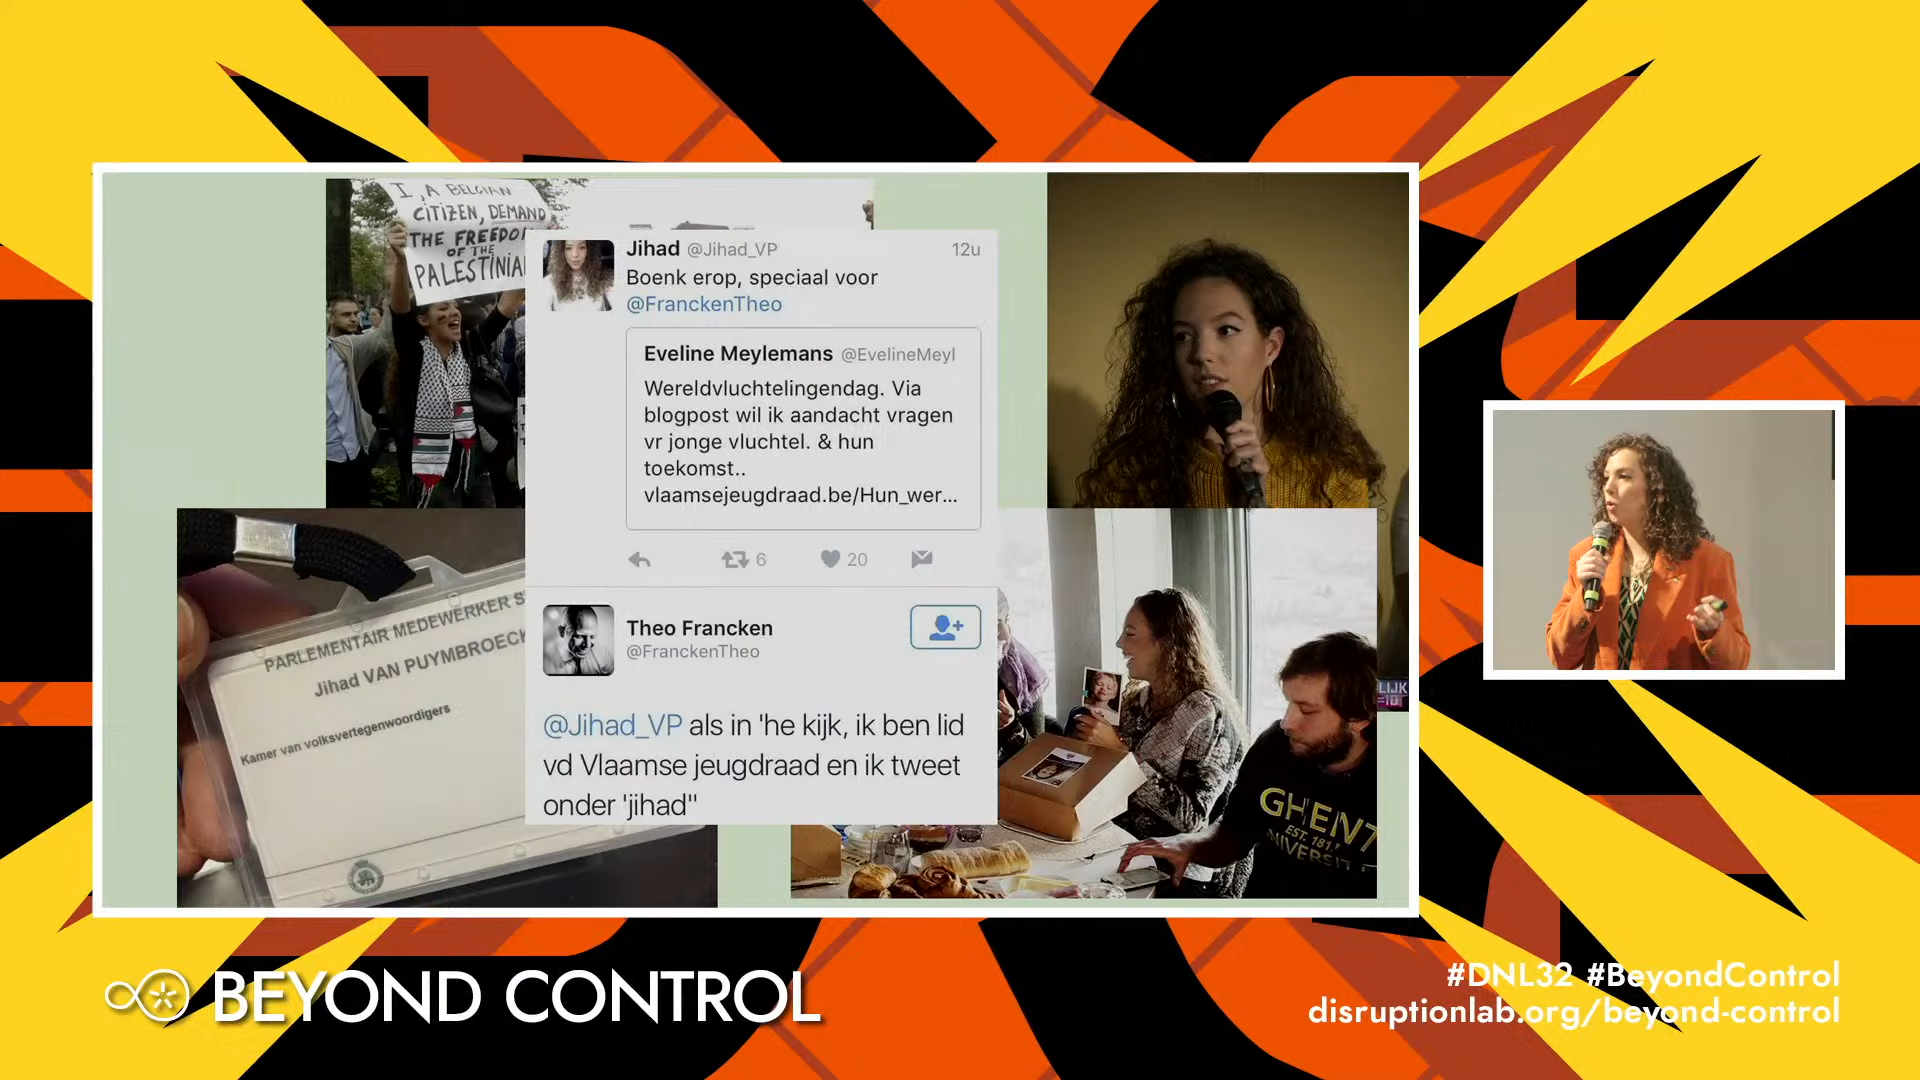 I, A BELGIAN
CITIZEN, DEMAND
THE FREEDOM
OF THE
PALESTINIA
Jihad @Jihad_VP 12u
Boenk erop, speciaal voor
@FranckenTheo
Eveline Meylemans @EvelineMeyl
Wereldvluchtelingendag. Via
blogpost wil ik aandacht vragen
vr jonge vluchtel. & hun
toekomst..
vlaamsejeugdraad.be/Hun_wer...
6 20
Theo Francken
@FranckenTheo
@Jihad_VP als in 'he kijk, ik ben lid
vd Vlaamse jeugdraad en ik tweet
onder 'jihad"
PARLEMENTAIR MEDEWERKER S
Jihad VAN PUYMBROECK
Kamer van volksvertegenwoordigers
GHENT
EST. 1817
UNIVERSIT
LIJK
BEYOND CONTROL
#DNL32 #BeyondControl
disruptionlab.org/beyond-control